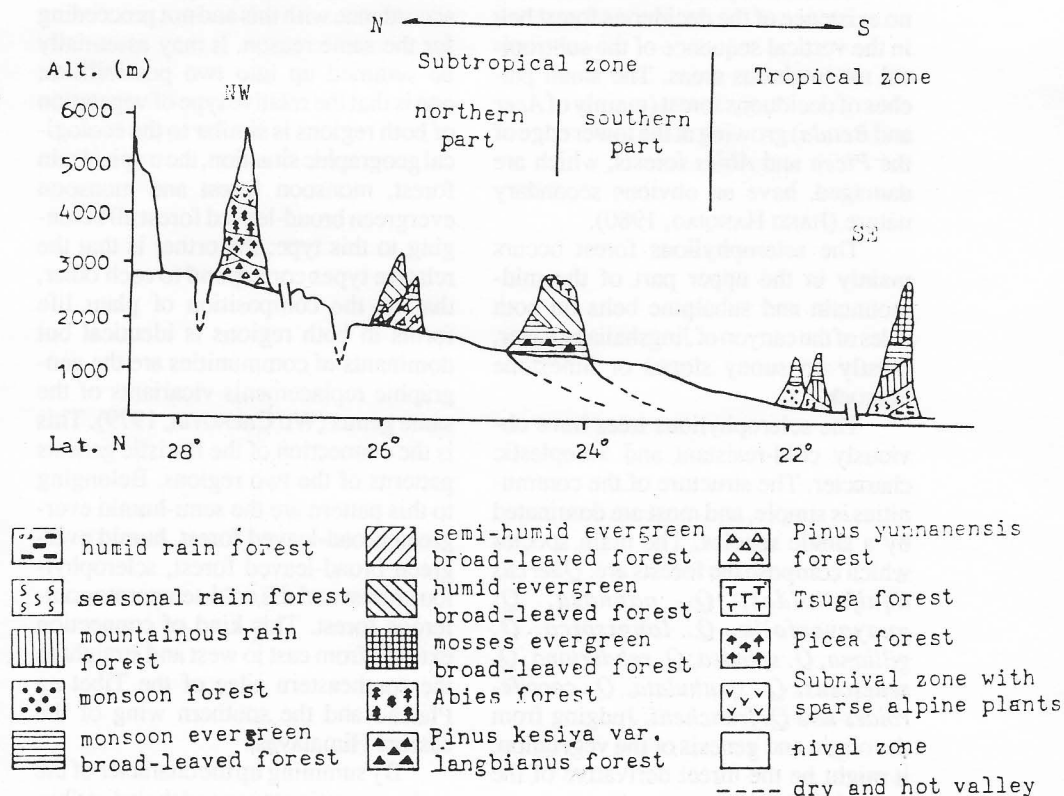 N S
Alt. (m)
Subtropical zone Tropical zone
NW
northern part
southern part
SE
6000
5000
4000
3000
2000
1000
Lat. N 28° 26° 24° 22°
humid rain forest
seasonal rain forest
mountainous rain
forest
monsoon forest
monsoon evergreen
broad-leaved forest
semi-humid evergreen
broad-leaved forest
humid evergreen
broad-leaved forest
mossy evergr.
broad-leaved forest
Abies forest
Pinus kesiya var.
langbianus forest
Pinus yunnanensis
forest
Tsuga forest
Picea forest
Subnival zone with
sparse alpine plants
nival zone
dry and hot valley